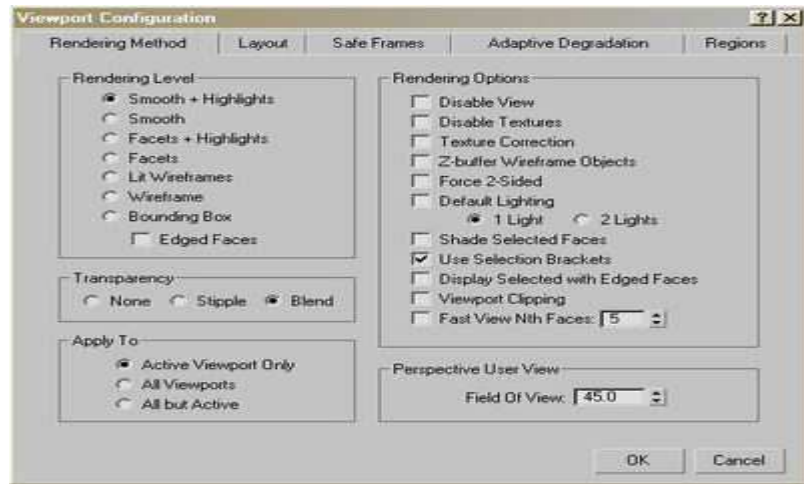 Viewport Configuration
Rendering Method Layout Safe Frames Adaptive Degradation Regions
Rendering Level
Smooth + Highlights
Smooth
Facets + Highlights
Facets
Lit Wireframes
Wireframe
Bounding Box
Edged Faces
Transparency
None Stipple Blend
Apply To
Active Viewport Only
All Viewports
All but Active
Rendering Options
Disable View
Disable Textures
Texture Correction
Z-buffer Wireframe Objects
Force 2-Sided
Default Lighting
1 Light 2 Lights
Shade Selected Faces
Use Selection Brackets
Display Selected with Edged Faces
Viewport Clipping
Fast View Nth Faces: 5
Perspective User View
Field Of View: 45.0
OK Cancel